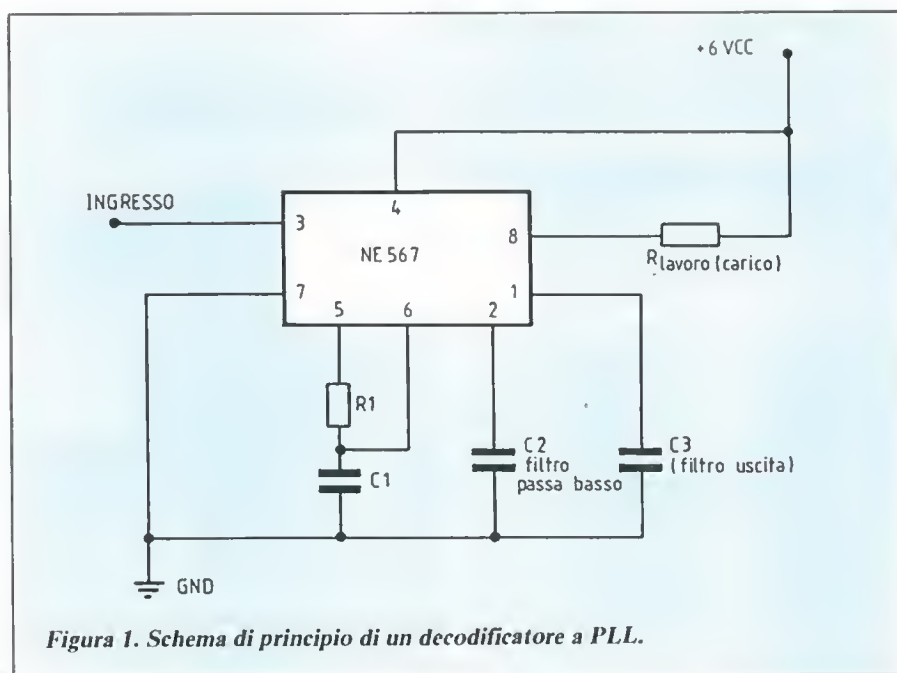 +6 VCC
INGRESSO
3
4
8
NE 567
R lavoro (carico)
7
1
5
6
2
R1
C1
C2
filtro
passa basso
C3
(filtro uscita)
GND
Figura 1. Schema di principio di un decodificatore a PLL.